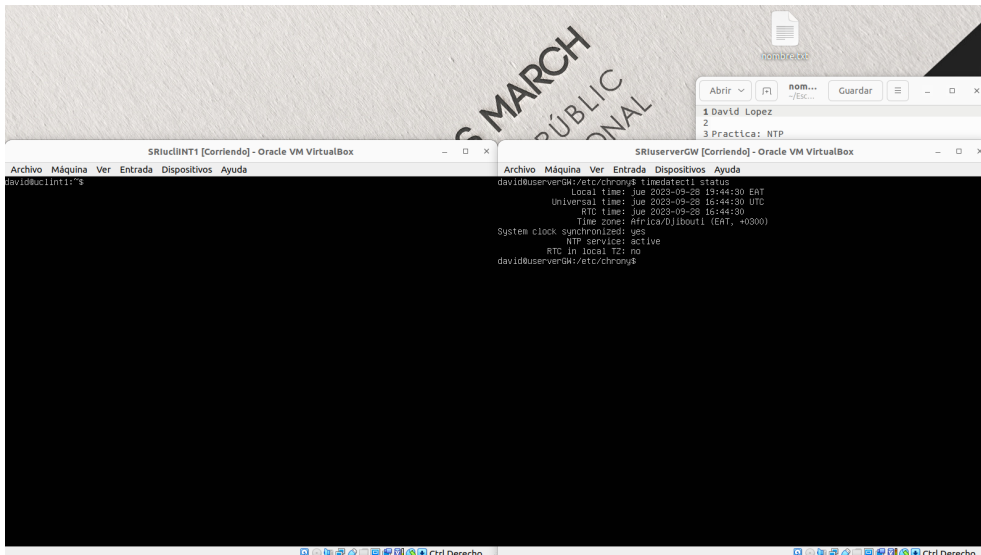 S MARCH
PÚBLIC
IONAL
nombre.txt
Abrir
nom...
~/Esc...
Guardar
1 David Lopez
2
3 Practica: NTP
SRIucliINT1 [Corriendo] - Oracle VM VirtualBox
Archivo Máquina Ver Entrada Dispositivos Ayuda
david@uclint1:~$
Ctrl Derecho
SRIuserverGW [Corriendo] - Oracle VM VirtualBox
Archivo Máquina Ver Entrada Dispositivos Ayuda
david@userverGW:/etc/chrony$ timedatectl status
Local time: jue 2023-09-28 19:44:30 EAT
Universal time: jue 2023-09-28 16:44:30 UTC
RTC time: jue 2023-09-28 16:44:30
Time zone: Africa/Djibouti (EAT, +0300)
System clock synchronized: yes
NTP service: active
RTC in local TZ: no
david@userverGW:/etc/chrony$
Ctrl Derecho